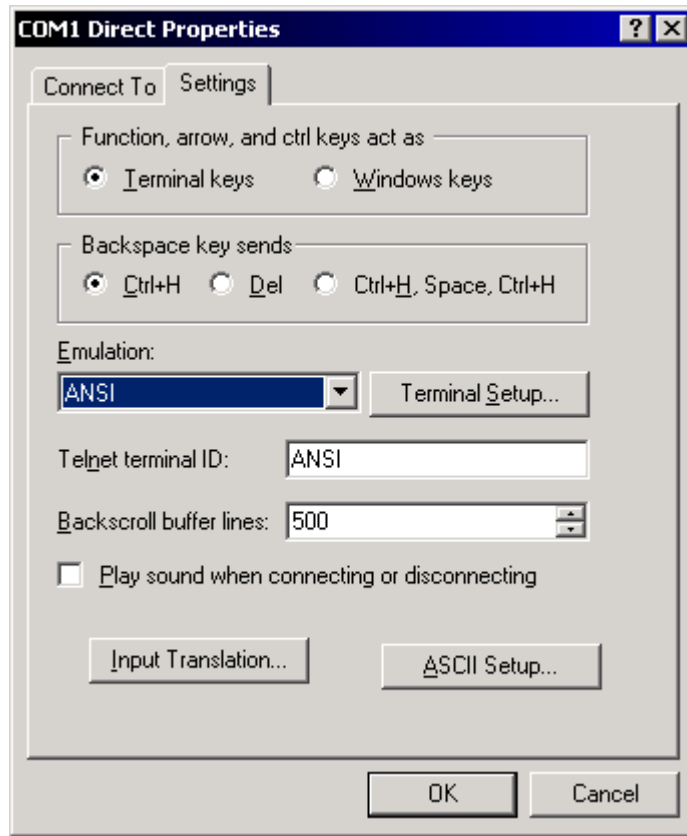 COM1 Direct Properties
Connect To Settings
Function, arrow, and ctrl keys act as
Terminal keys Windows keys
Backspace key sends
Ctrl+H Del Ctrl+H, Space, Ctrl+H
Emulation:
ANSI Terminal Setup...
Telnet terminal ID: ANSI
Backscroll buffer lines: 500
Play sound when connecting or disconnecting
Input Translation... ASCII Setup...
OK Cancel